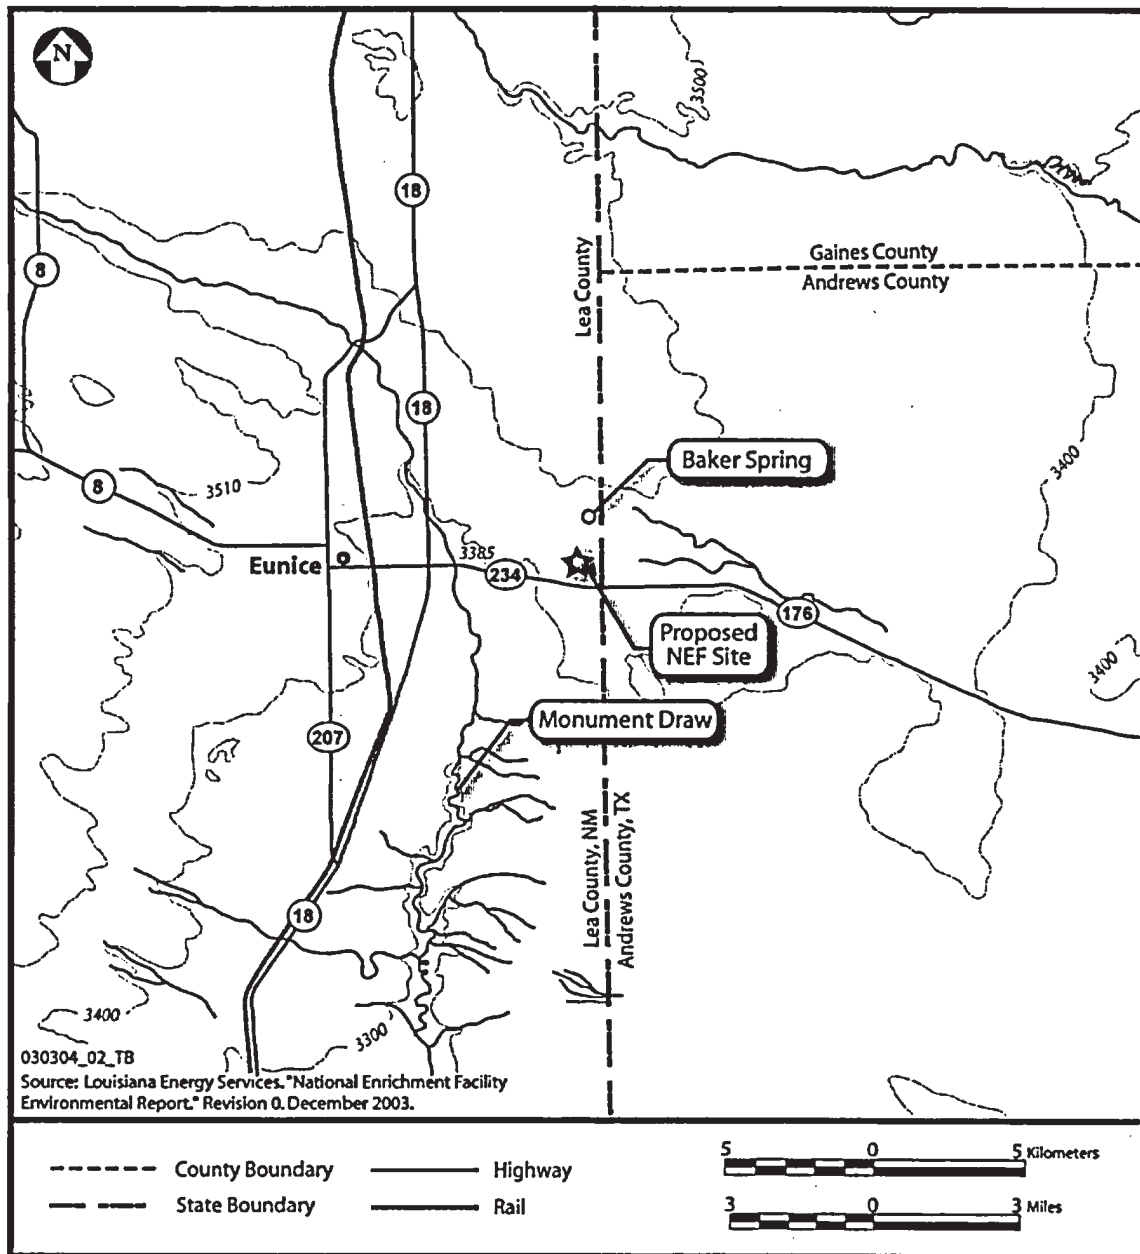 N
3500
18
Lea County
Gaines County
Andrews County
8
18
Baker Spring
3400
8
3510
Eunice
3385
234
176
Proposed
NEF Site
3400
Monument Draw
207
Lea County, NM
Andrews County, TX
18
3400
3300
030304_02_TB
Source: Louisiana Energy Services. "National Enrichment Facility
Environmental Report." Revision 0. December 2003.
County Boundary
Highway
5 0 5 Kilometers
State Boundary
Rail
3 0 3 Miles